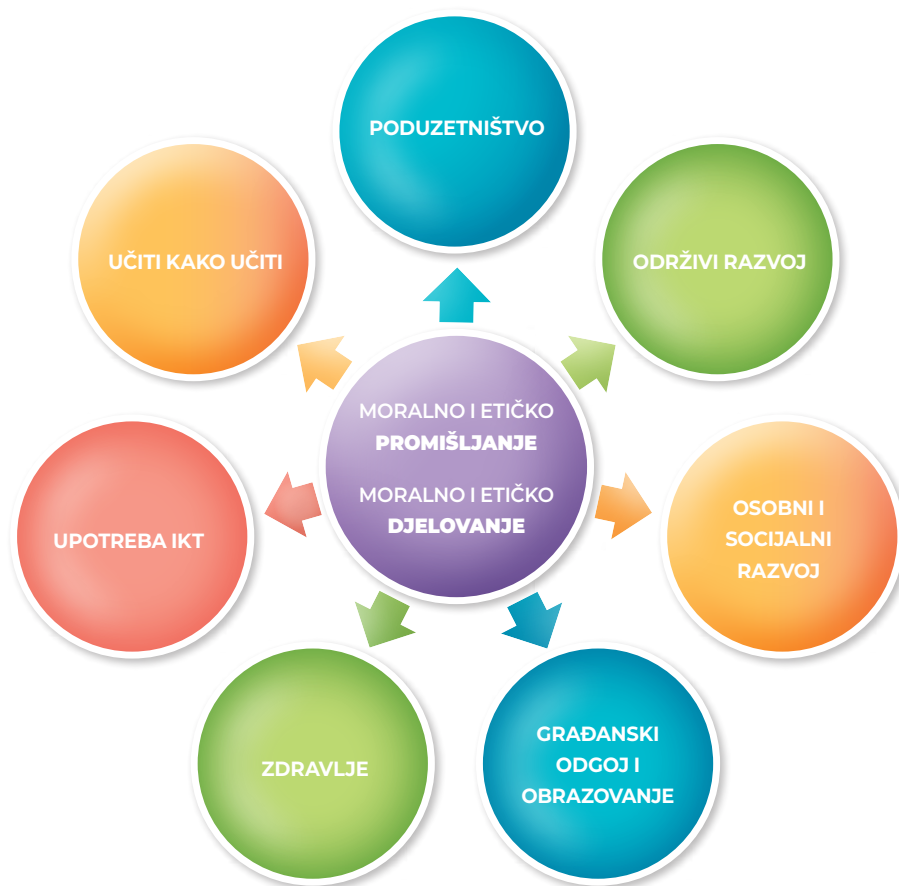 PODUZETNIŠTVO
UČITI KAKO UČITI
ODRŽIVI RAZVOJ
MORALNO I ETIČKO
PROMIŠLJANJE
MORALNO I ETIČKO
DJELOVANJE
UPOTREBA IKT
OSOBNI I
SOCIJALNI
RAZVOJ
ZDRAVLJE
GRAĐANSKI
ODGOJ I
OBRAZOVANJE